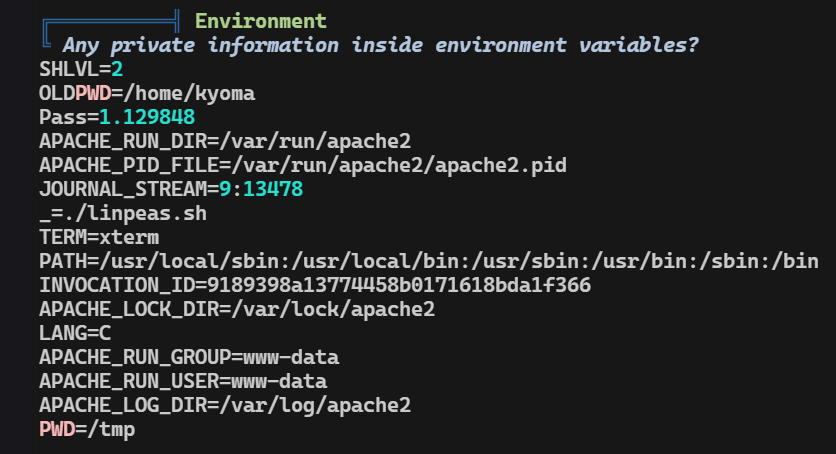 ╔══════════╣ Environment
╚ Any private information inside environment variables?
SHLVL=2
OLDPWD=/home/kyoma
Pass=1.129848
APACHE_RUN_DIR=/var/run/apache2
APACHE_PID_FILE=/var/run/apache2/apache2.pid
JOURNAL_STREAM=9:13478
_=./linpeas.sh
TERM=xterm
PATH=/usr/local/sbin:/usr/local/bin:/usr/sbin:/usr/bin:/sbin:/bin
INVOCATION_ID=9189398a13774458b0171618bda1f366
APACHE_LOCK_DIR=/var/lock/apache2
LANG=C
APACHE_RUN_GROUP=www-data
APACHE_RUN_USER=www-data
APACHE_LOG_DIR=/var/log/apache2
PWD=/tmp